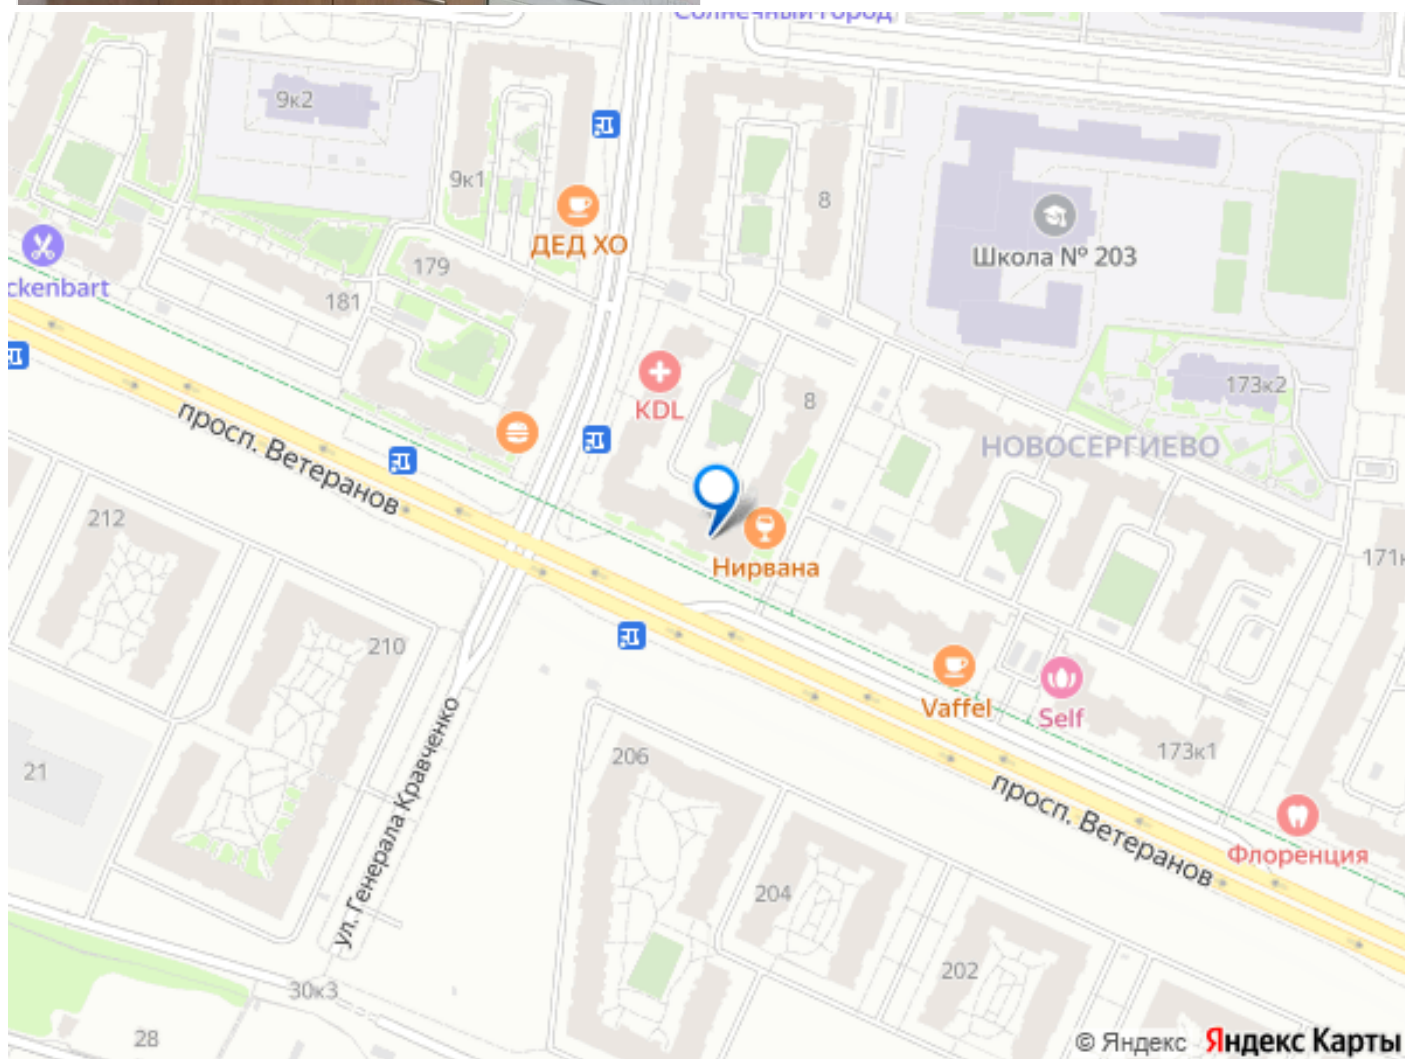 Солнечный город
9к2
9к1
ДЕД ХО
8
Школа № 203
ckenbart
179
181
KDL
8
173к2
НОВОСЕРГИЕВО
просп. Ветеранов
212
Нирвана
171к
210
Vaffel
Self
173к1
206
21
ул. Генерала Кравченко
просп. Ветеранов
Флоренция
204
202
30к3
28
© Яндекс Яндекс Карты